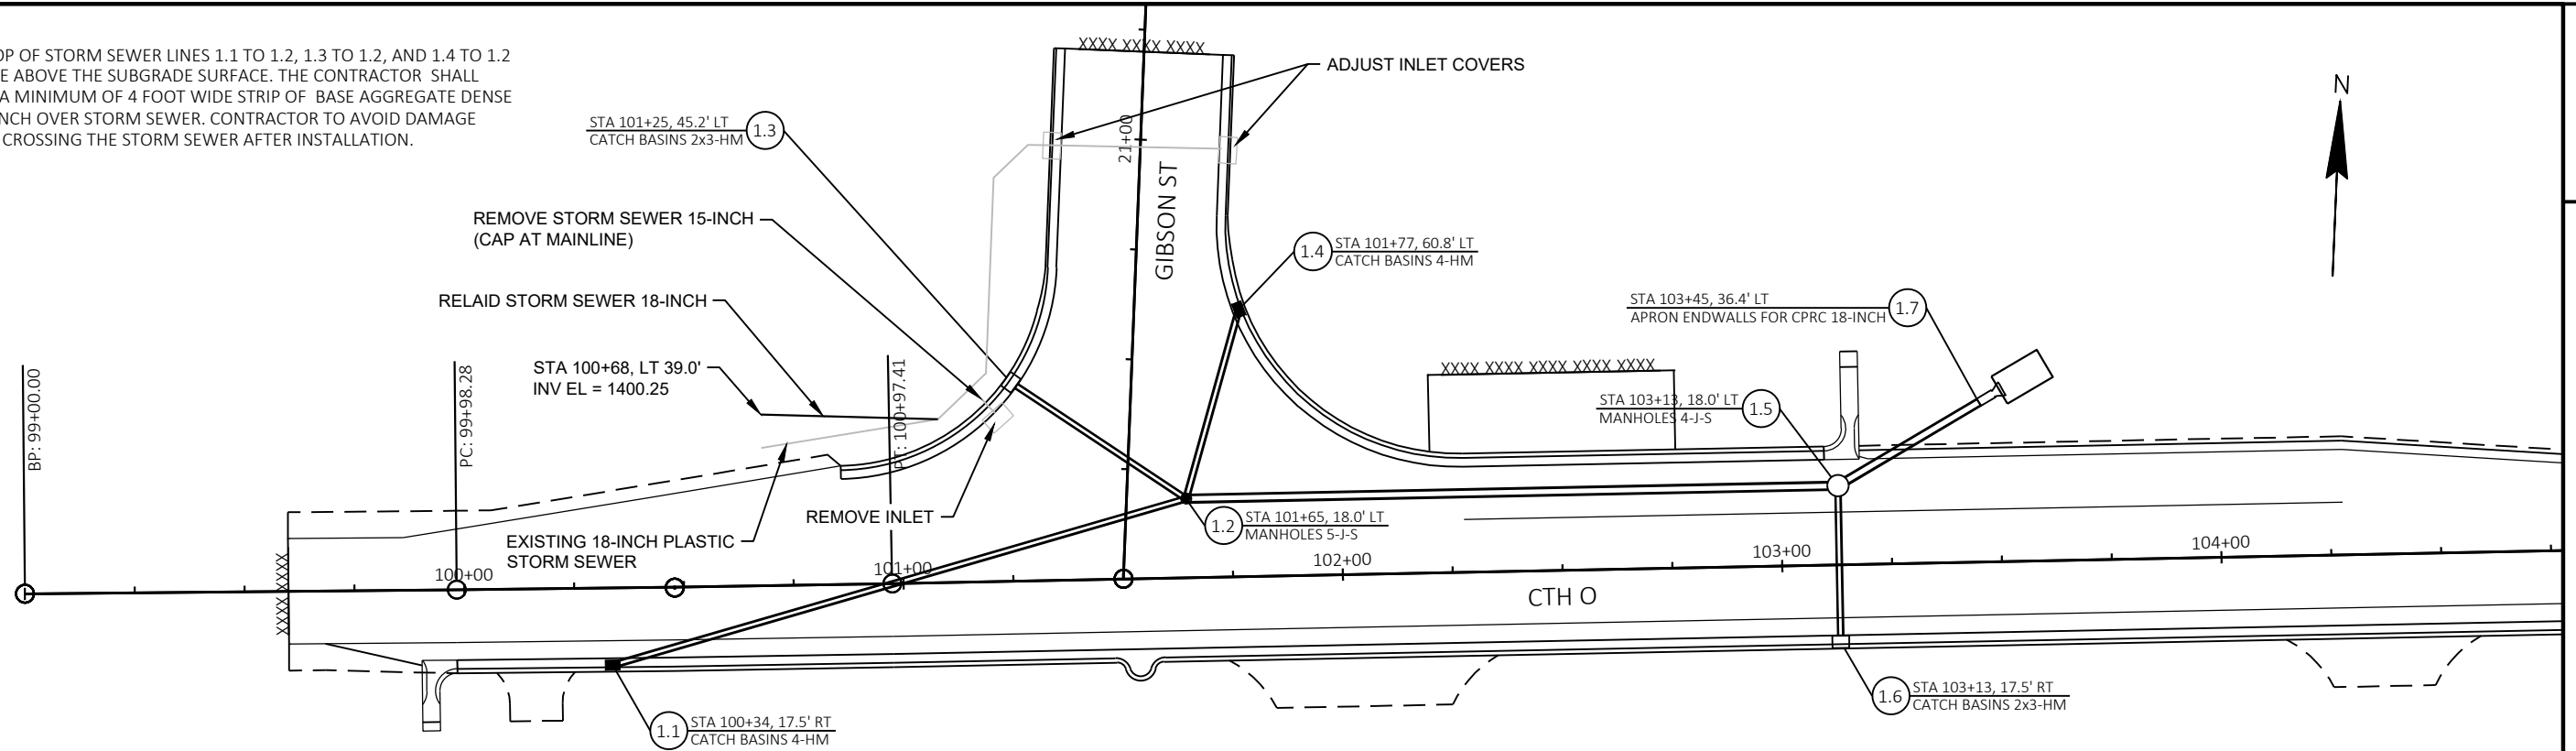 OP OF STORM SEWER LINES 1.1 TO 1.2, 1.3 TO 1.2, AND 1.4 TO 1.2
E ABOVE THE SUBGRADE SURFACE. THE CONTRACTOR SHALL
A MINIMUM OF 4 FOOT WIDE STRIP OF BASE AGGREGATE DENSE
NCH OVER STORM SEWER. CONTRACTOR TO AVOID DAMAGE
CROSSING THE STORM SEWER AFTER INSTALLATION.
XXXX XXXX XXXX
ADJUST INLET COVERS
N
STA 101+25, 45.2' LT
CATCH BASINS 2x3-HM
1.3
21+00
GIBSON ST
REMOVE STORM SEWER 15-INCH
(CAP AT MAINLINE)
1.4
STA 101+77, 60.8' LT
CATCH BASINS 4-HM
RELAID STORM SEWER 18-INCH
STA 103+45, 36.4' LT
APRON ENDWALLS FOR CPRC 18-INCH
1.7
STA 100+68, LT 39.0'
INV EL = 1400.25
XXXX XXXX XXXX XXXX XXXX
BP: 99+00.00
PC: 99+98.28
PT: 100+97.41
STA 103+13, 18.0' LT
MANHOLES 4-J-S
1.5
REMOVE INLET
1.2
STA 101+65, 18.0' LT
MANHOLES 5-J-S
EXISTING 18-INCH PLASTIC
STORM SEWER
XXXX XXXX
100+00
101+00
102+00
103+00
104+00
CTH O
1.1
STA 100+34, 17.5' RT
CATCH BASINS 4-HM
1.6
STA 103+13, 17.5' RT
CATCH BASINS 2x3-HM